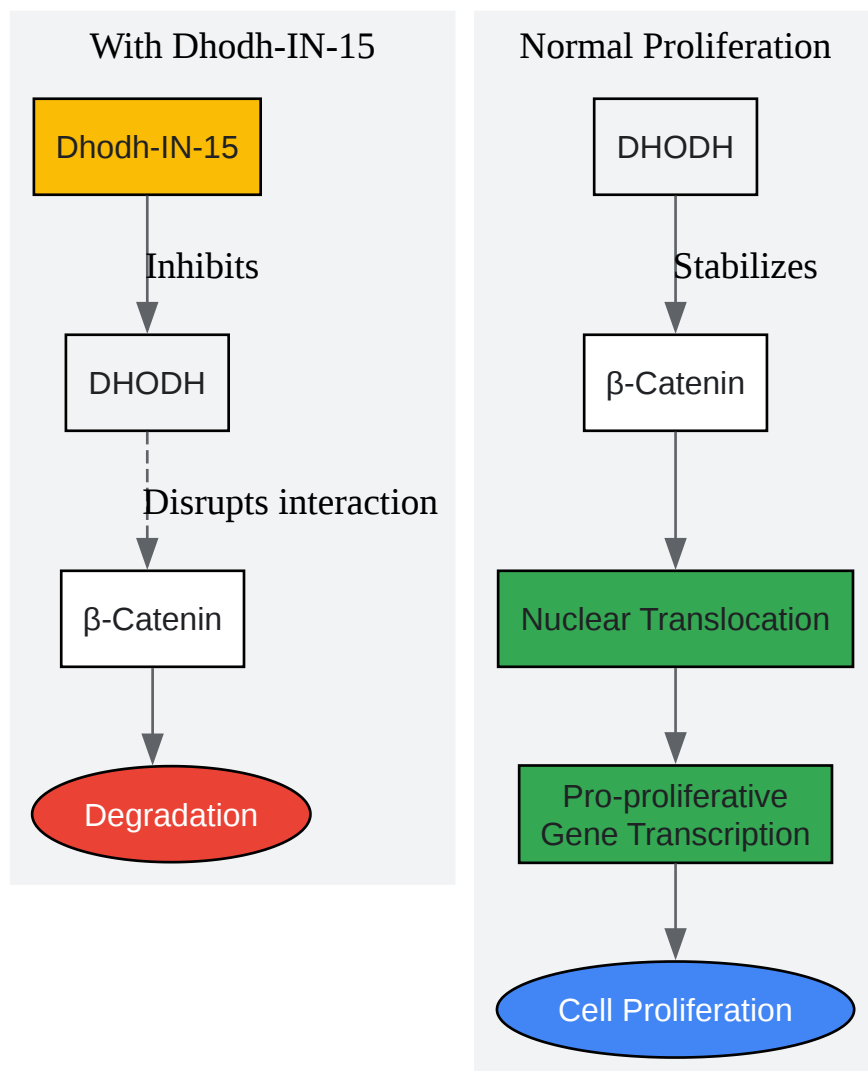 With Dhodh-IN-15
Dhodh-IN-15
Inhibits
DHODH
Disrupts interaction
β-Catenin
Degradation
Normal Proliferation
DHODH
Stabilizes
β-Catenin
Nuclear Translocation
Pro-proliferative
Gene Transcription
Cell Proliferation